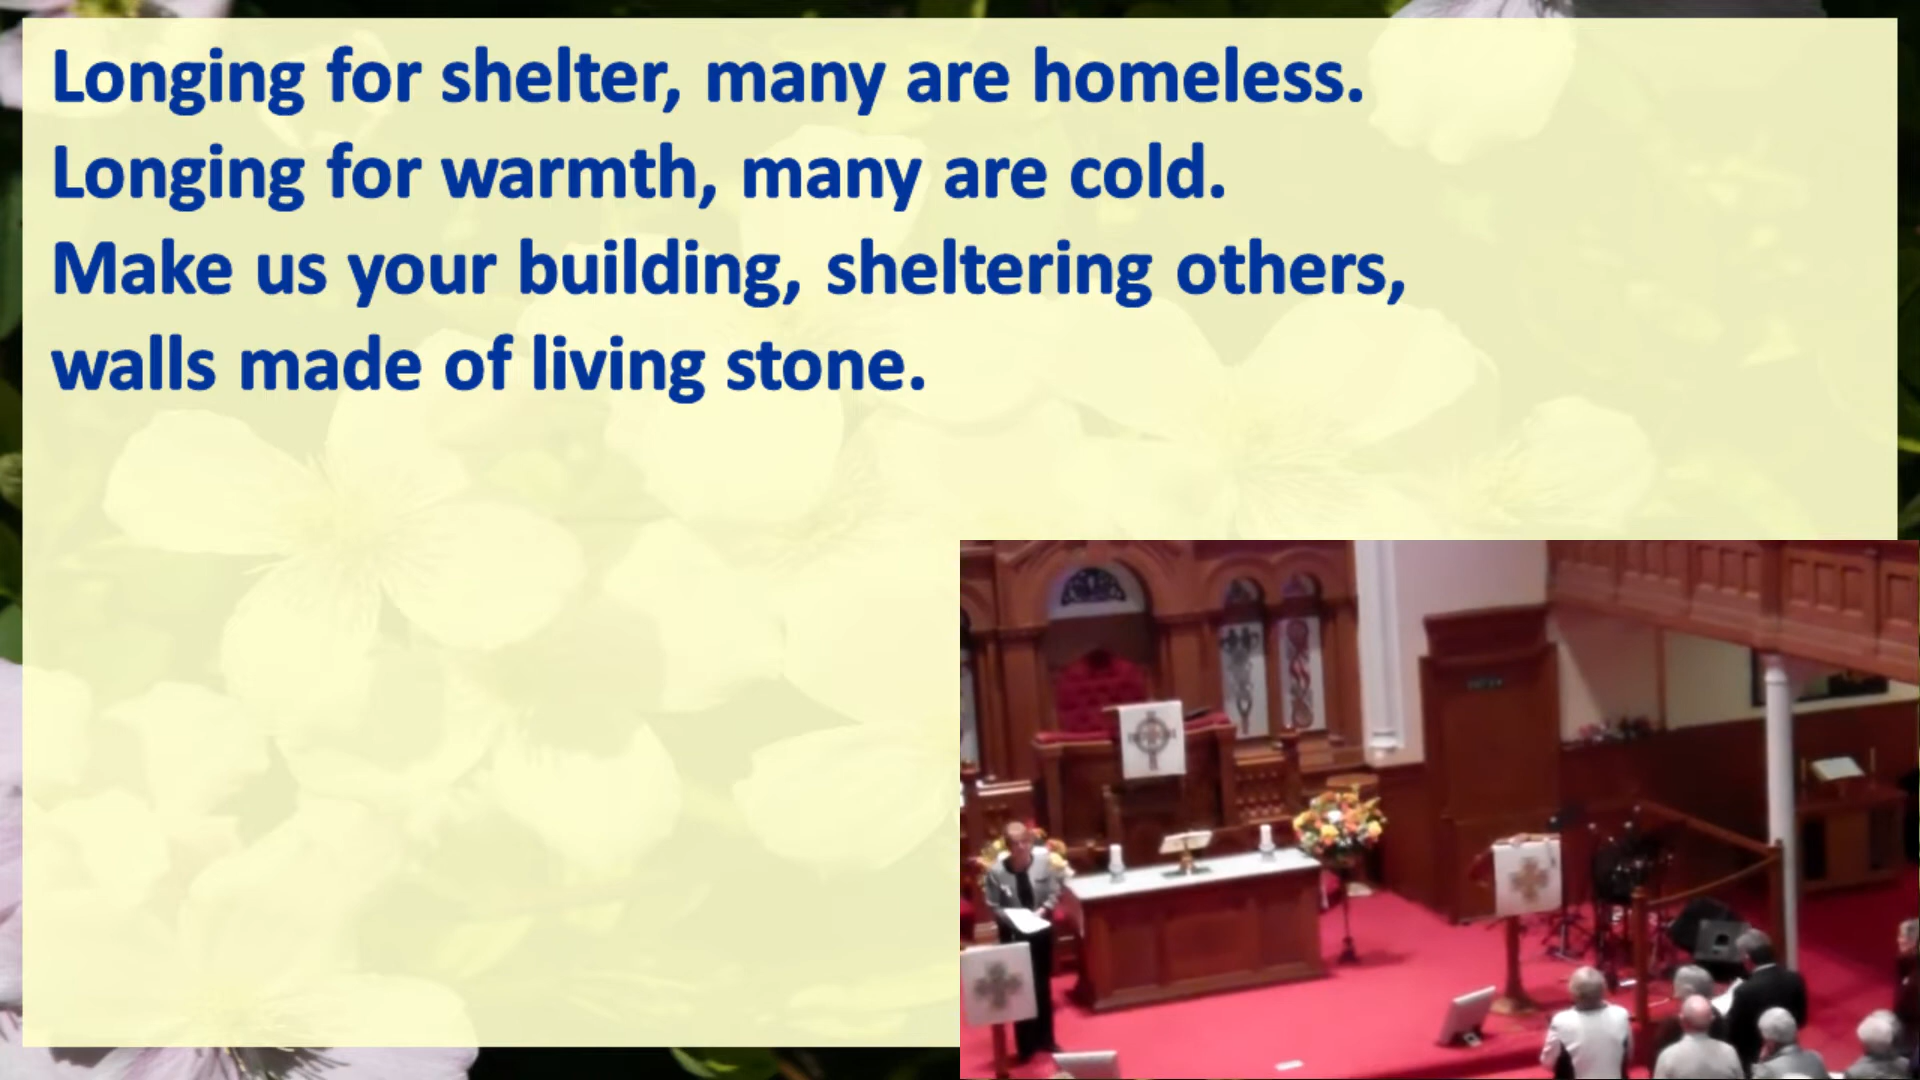 Longing for shelter, many are homeless.
Longing for warmth, many are cold.
Make us your building, sheltering others,
walls made of living stone.